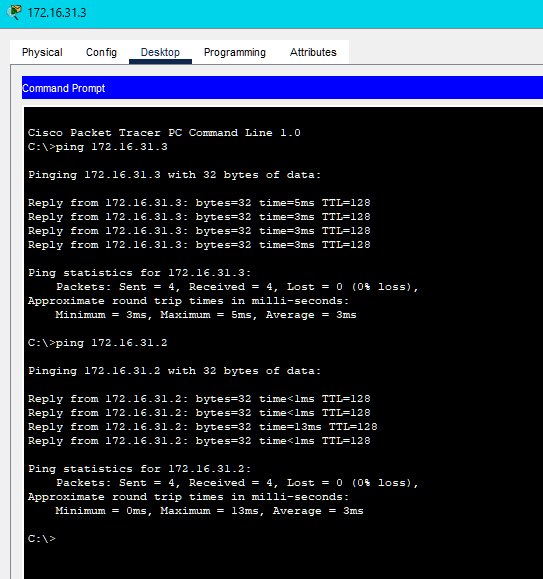 172.16.31.3
Physical Config Desktop Programming Attributes
Command Prompt
Cisco Packet Tracer PC Command Line 1.0
C:\>ping 172.16.31.3
Pinging 172.16.31.3 with 32 bytes of data:
Reply from 172.16.31.3: bytes=32 time=5ms TTL=128
Reply from 172.16.31.3: bytes=32 time=3ms TTL=128
Reply from 172.16.31.3: bytes=32 time=3ms TTL=128
Reply from 172.16.31.3: bytes=32 time=3ms TTL=128
Ping statistics for 172.16.31.3:
Packets: Sent = 4, Received = 4, Lost = 0 (0% loss),
Approximate round trip times in milli-seconds:
Minimum = 3ms, Maximum = 5ms, Average = 3ms
C:\>ping 172.16.31.2
Pinging 172.16.31.2 with 32 bytes of data:
Reply from 172.16.31.2: bytes=32 time<1ms TTL=128
Reply from 172.16.31.2: bytes=32 time<1ms TTL=128
Reply from 172.16.31.2: bytes=32 time=13ms TTL=128
Reply from 172.16.31.2: bytes=32 time<1ms TTL=128
Ping statistics for 172.16.31.2:
Packets: Sent = 4, Received = 4, Lost = 0 (0% loss),
Approximate round trip times in milli-seconds:
Minimum = 0ms, Maximum = 13ms, Average = 3ms
C:\>